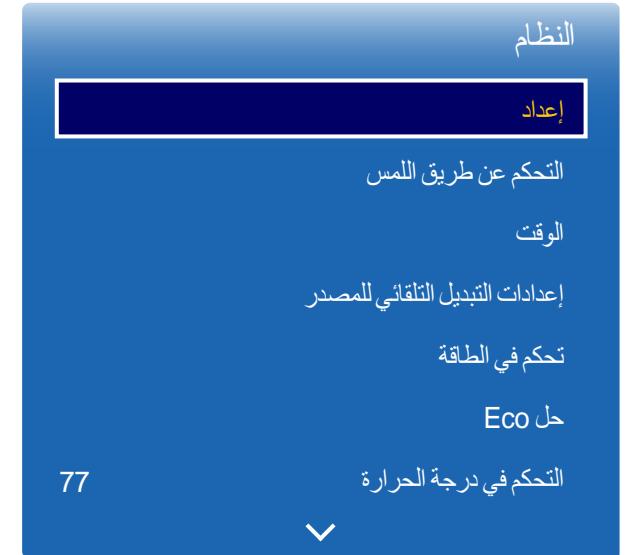 النظام
إعداد
التحكم عن طريق اللمس
الوقت
إعدادات التبديل التلقائي للمصدر
تحكم في الطاقة
حل Eco
التحكم في درجة الحرارة 77